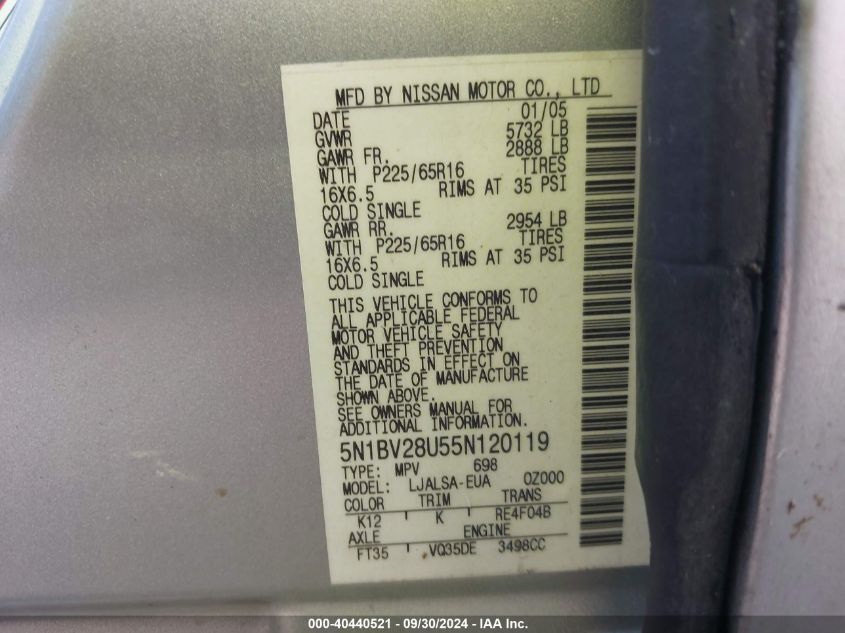 MFD BY NISSAN MOTOR CO., LTD
DATE 01/05
GVWR 5732 LB
GAWR FR. 2888 LB
WITH P225/65R16 TIRES
16X6.5 RIMS AT 35 PSI
COLD SINGLE
GAWR RR. 2954 LB
WITH P225/65R16 TIRES
16X6.5 RIMS AT 35 PSI
COLD SINGLE
THIS VEHICLE CONFORMS TO
ALL APPLICABLE FEDERAL
MOTOR VEHICLE SAFETY
AND THEFT PREVENTION
STANDARDS IN EFFECT ON
THE DATE OF MANUFACTURE
SHOWN ABOVE.
SEE OWNERS MANUAL FOR
ADDITIONAL INFORMATION.
5N1BV28U55N120119
TYPE: MPV 698
MODEL: LJALSA-EUA 0Z000
COLOR TRIM TRANS
K12 K RE4F04B
AXLE ENGINE
FT35 VQ35DE 3498CC
000-40440521 - 09/30/2024 - IAA Inc.